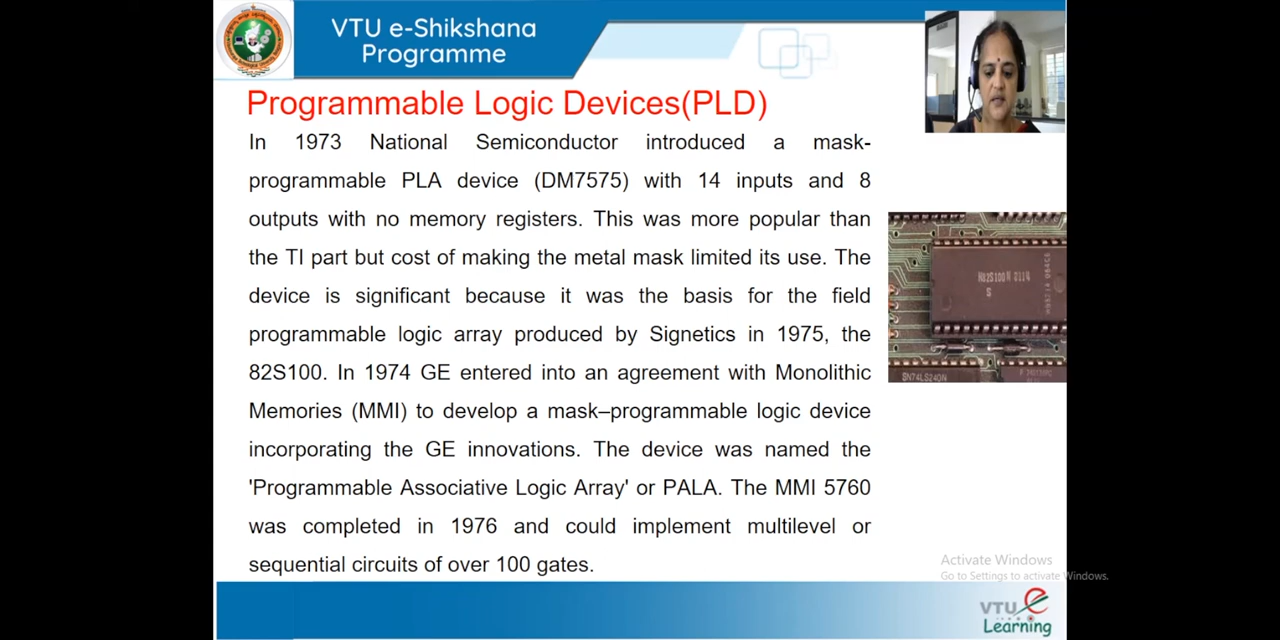 VTU e-Shikshana
Programme
Programmable Logic Devices(PLD)
In 1973 National Semiconductor introduced a mask-
programmable PLA device (DM7575) with 14 inputs and 8
outputs with no memory registers. This was more popular than
the TI part but cost of making the metal mask limited its use. The
device is significant because it was the basis for the field
programmable logic array produced by Signetics in 1975, the
82S100. In 1974 GE entered into an agreement with Monolithic
Memories (MMI) to develop a mask–programmable logic device
incorporating the GE innovations. The device was named the
'Programmable Associative Logic Array' or PALA. The MMI 5760
was completed in 1976 and could implement multilevel or
sequential circuits of over 100 gates.
S
SN74LS240N
Activate Windows
Go to Settings to activate Windows.
VTU e
Learning